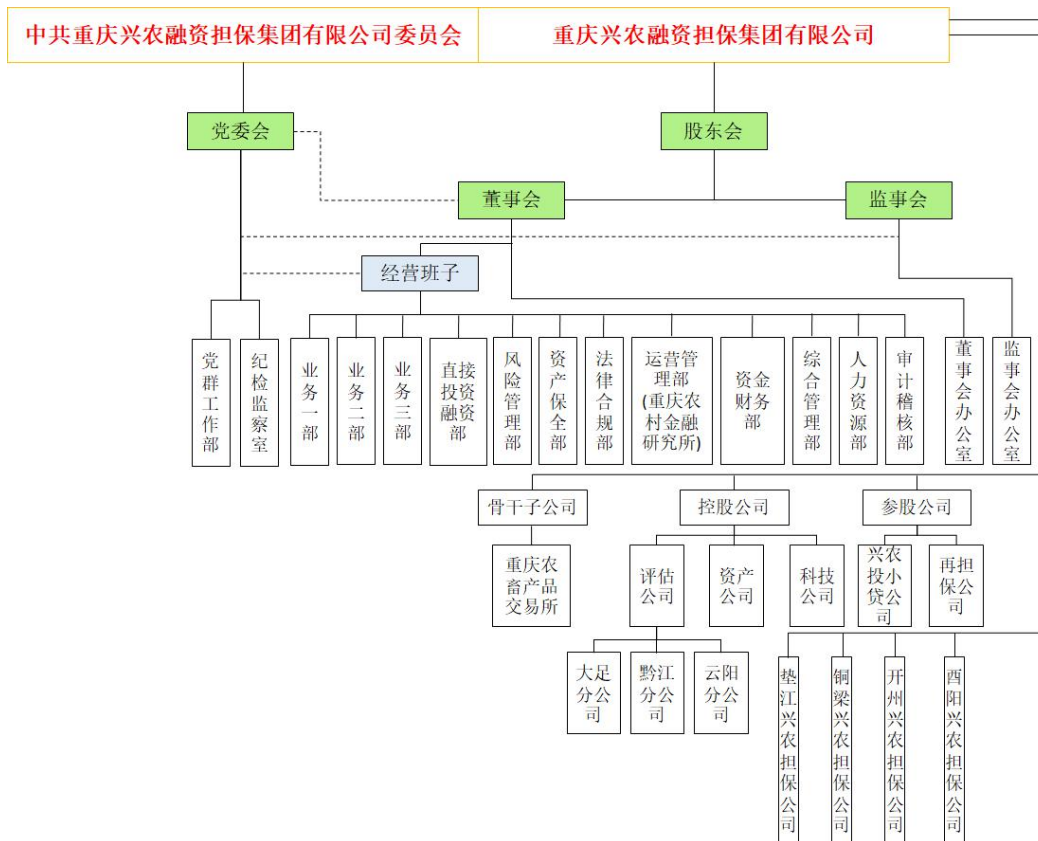 中共重庆兴农融资担保集团有限公司委员会
重庆兴农融资担保集团有限公司
党委会
股东会
董事会
监事会
经营班子
党群工作部
纪检监察室
业务一部
业务二部
业务三部
直接
投资
融资
部
风险管理部
资产保全部
法律合规部
运营管
理部
(重庆农
村金融
研究所)
资金
财务
部
综合管理部
人力资源部
审计稽核部
董事会办公室
监事会办公室
骨干子公司
控股公司
参股公司
重庆农
畜产品
交易所
评估
公司
资产
公司
科技
公司
兴农
投小
贷公
司
再担
保公
司
大足
分公
司
黔江
分公
司
云阳
分公
司
垫江兴农担保公司
铜梁兴农担保公司
开州兴农担保公司
酉阳兴农担保公司